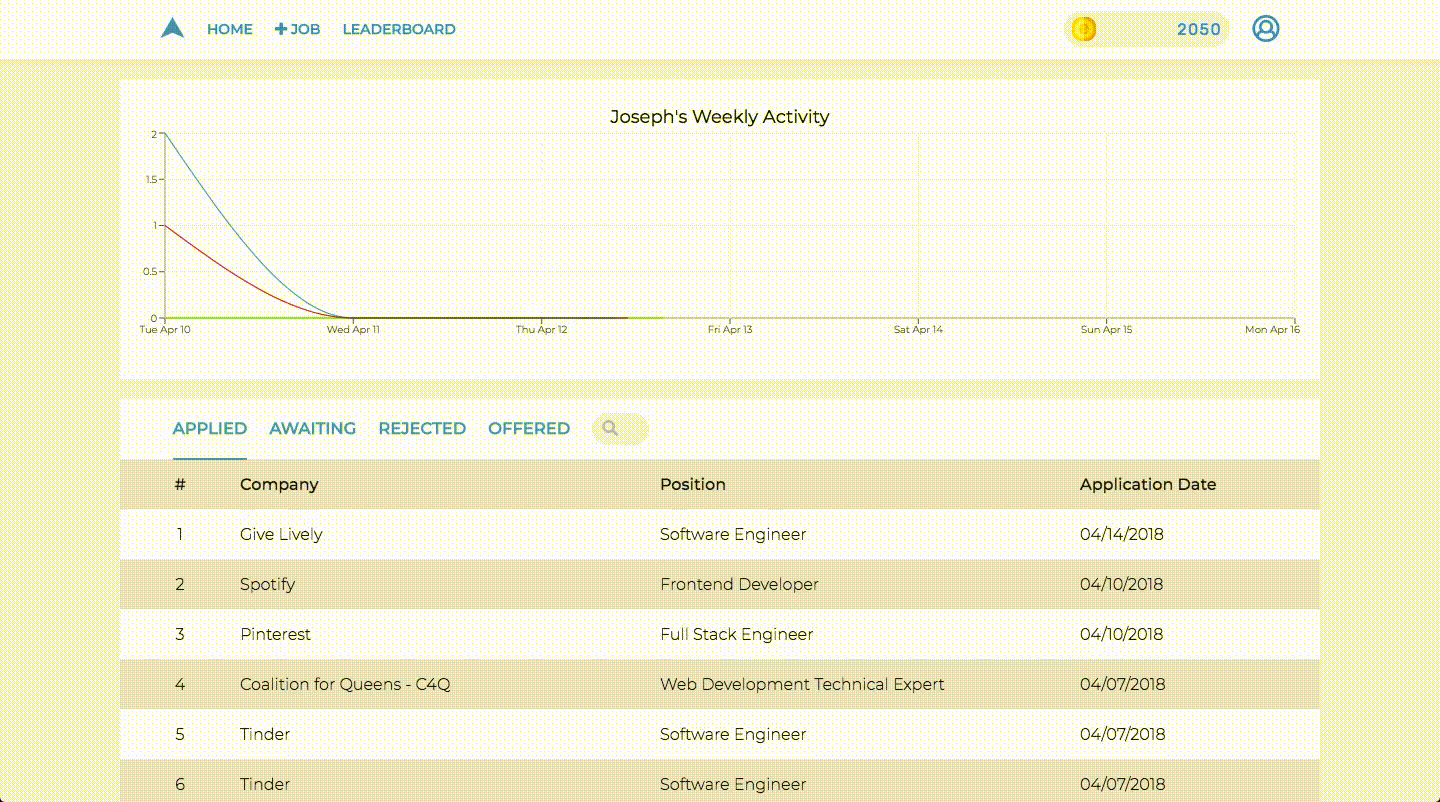 HOME JOB LEADERBOARD 2050
Joseph's Weekly Activity
2
1.5
1
0.5
0
Tue Apr 10 Wed Apr 11 Thu Apr 12 Fri Apr 13 Sat Apr 14 Sun Apr 15 Mon Apr 16
APPLIED AWAITING REJECTED OFFERED
# Company Position Application Date
1 Give Lively Software Engineer 04/14/2018
2 Spotify Frontend Developer 04/10/2018
3 Pinterest Full Stack Engineer 04/10/2018
4 Coalition for Queens - C4Q Web Development Technical Expert 04/07/2018
5 Tinder Software Engineer 04/07/2018
6 Tinder Software Engineer 04/07/2018